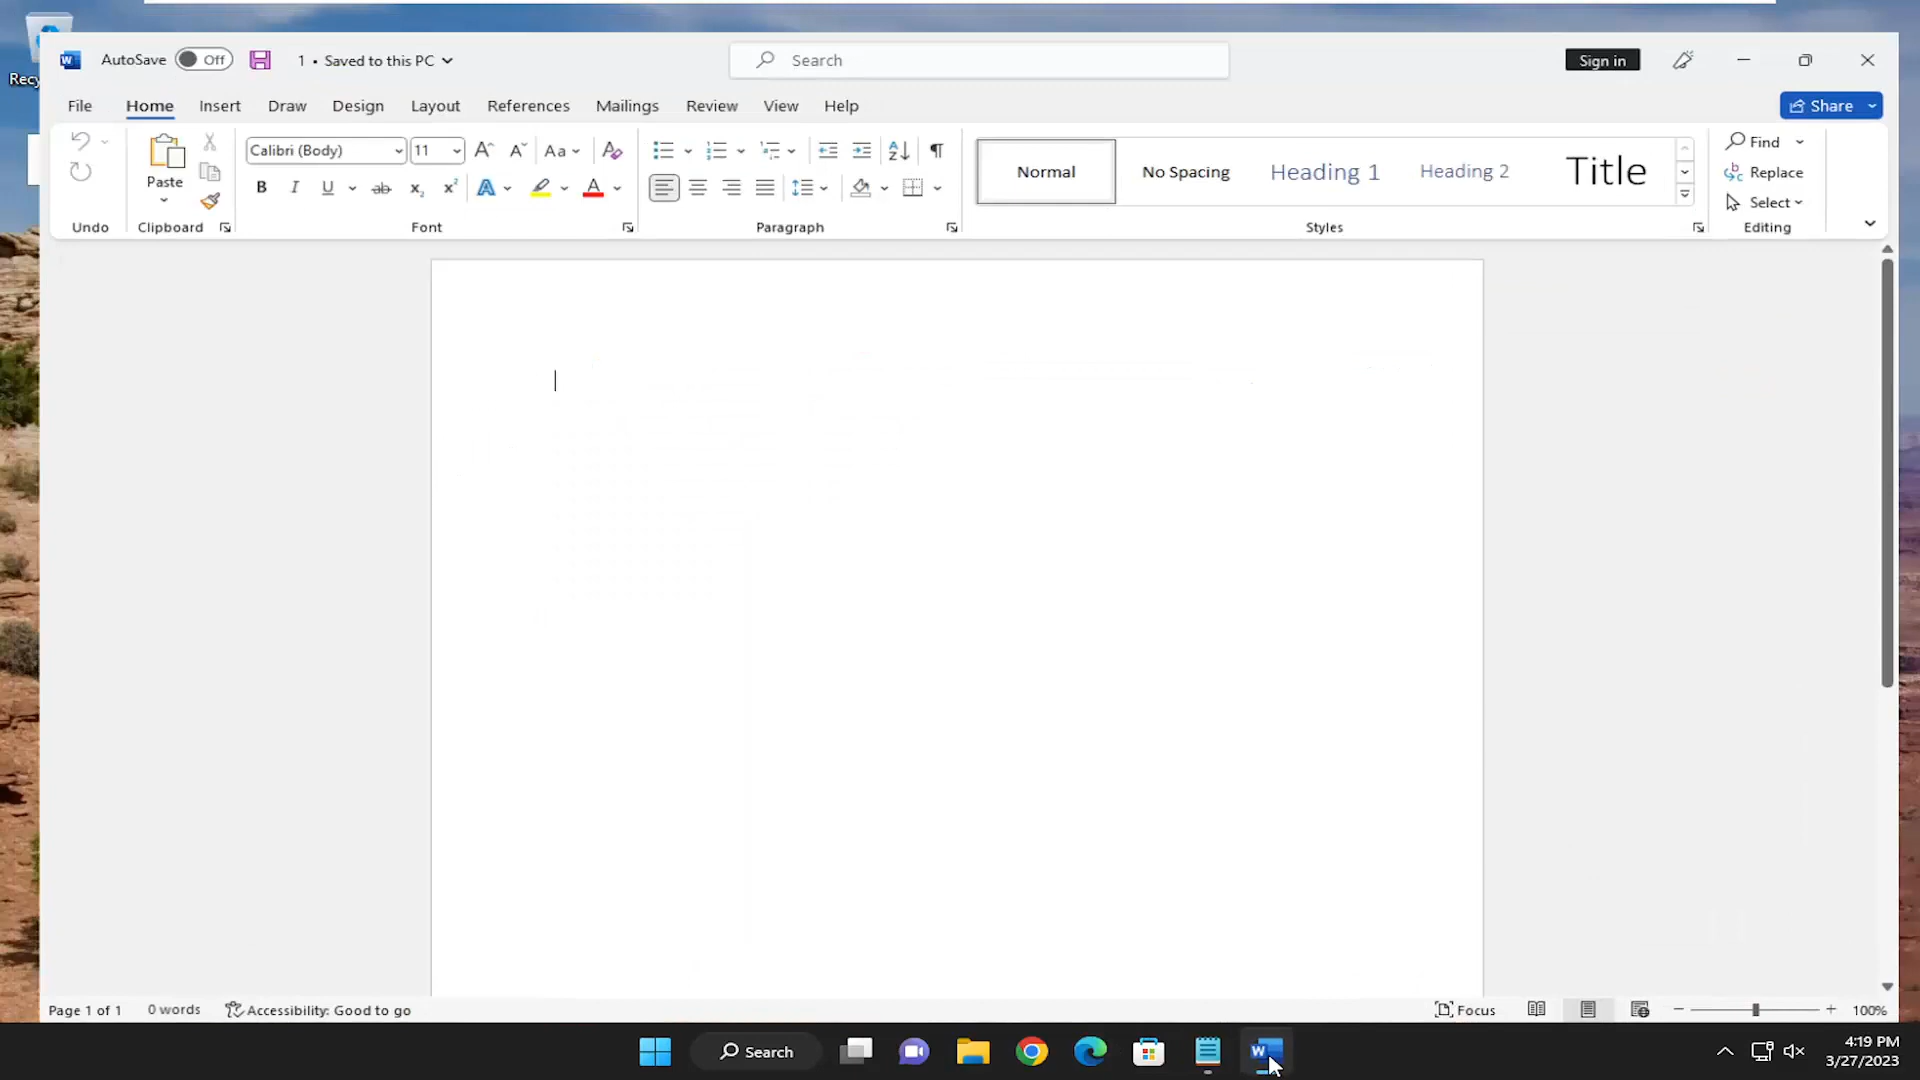 Recy
W AutoSave Off 1 • Saved to this PC Search Sign in
File Home Insert Draw Design Layout References Mailings Review View Help Share
Paste
Calibri (Body) 11 Aa
B I U ab x₂ x² A A
A Z ¶
Normal No Spacing Heading 1 Heading 2 Title
Find
Replace
Select
Undo Clipboard Font Paragraph Styles Editing
Page 1 of 1 0 words Accessibility: Good to go Focus 100%
Search W
4:19 PM
3/27/2023